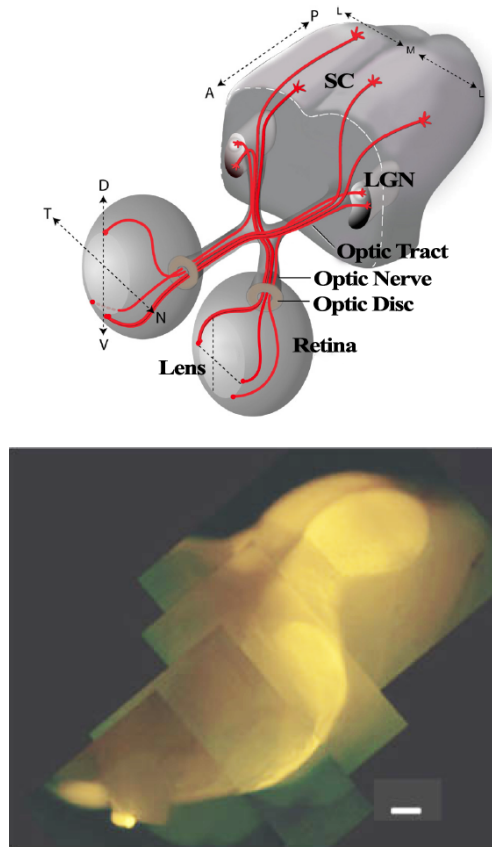 P
L
SC
M
A
L
D
LGN
T
Optic Tract
Optic Nerve
N
Optic Disc
V
Retina
Lens